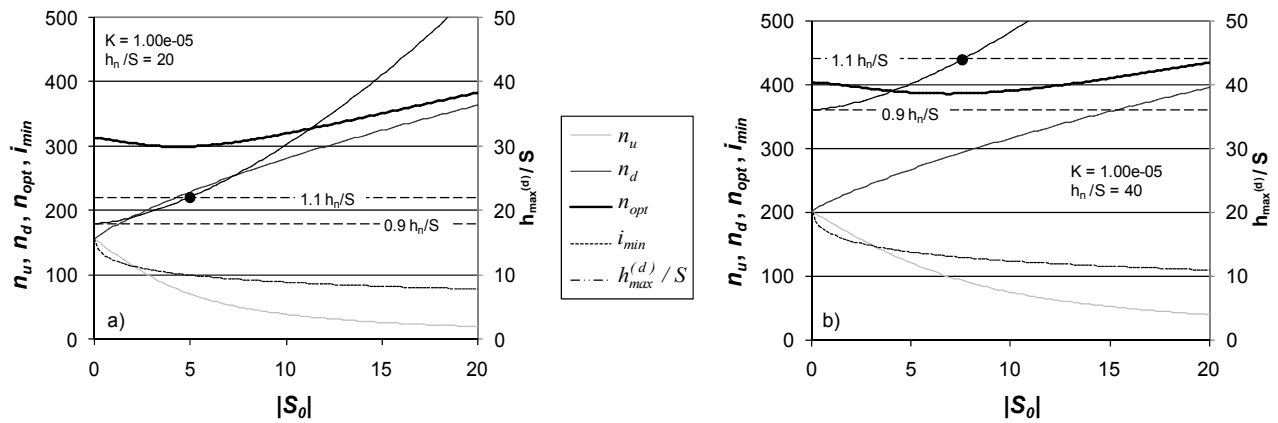 500
400
300
200
100
0
n_u, n_d, n_opt, i_min
K = 1.00e-05
h_n/S = 20
1.1 h_n/S
0.9 h_n/S
a)
0 5 10 15 20
|S_0|
50
40
30
20
10
0
h_max^(d)/S
n_u
n_d
n_opt
i_min
h_max^(d) / S
500
400
300
200
100
0
n_u, n_d, n_opt, i_min
1.1 h_n/S
0.9 h_n/S
K = 1.00e-05
h_n/S = 40
b)
0 5 10 15 20
|S_0|
50
40
30
20
10
0
h_max^(d)/S